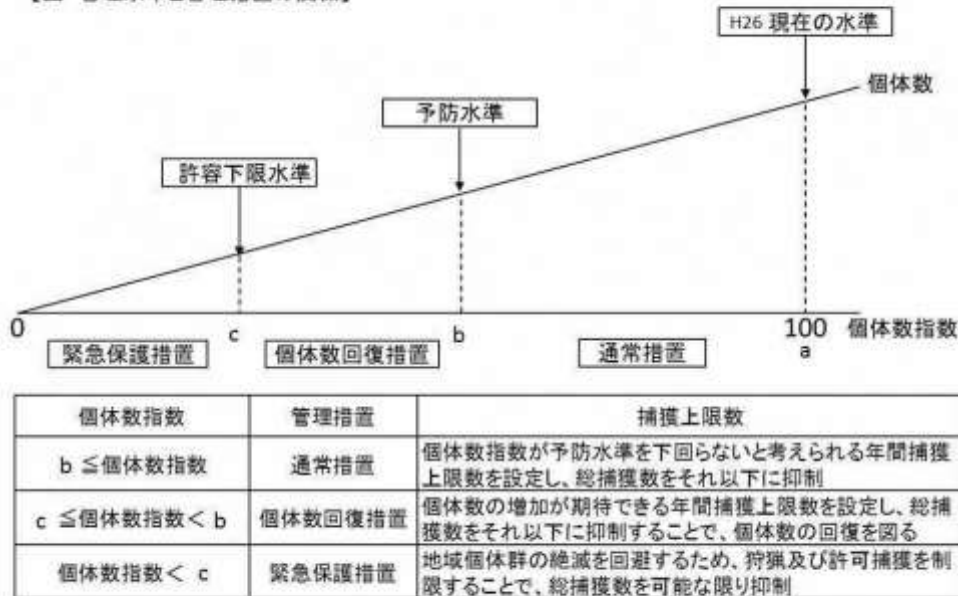 H26 現在の水準
個体数
予防水準
許容下限水準
0
c
b
100
個体数指数
a
緊急保護措置
個体数回復措置
通常措置
個体数指数
管理措置
捕獲上限数
b ≦個体数指数
通常措置
個体数指数が予防水準を下回らないと考えられる年間捕獲
上限数を設定し、総捕獲数をそれ以下に抑制
c ≦個体数指数< b
個体数回復措置
個体数の増加が期待できる年間捕獲上限数を設定し、総捕
獲数をそれ以下に抑制することで、個体数の回復を図る
個体数指数< c
緊急保護措置
地域個体群の絶滅を回避するため、狩猟及び許可捕獲を制
限することで、総捕獲数を可能な限り抑制